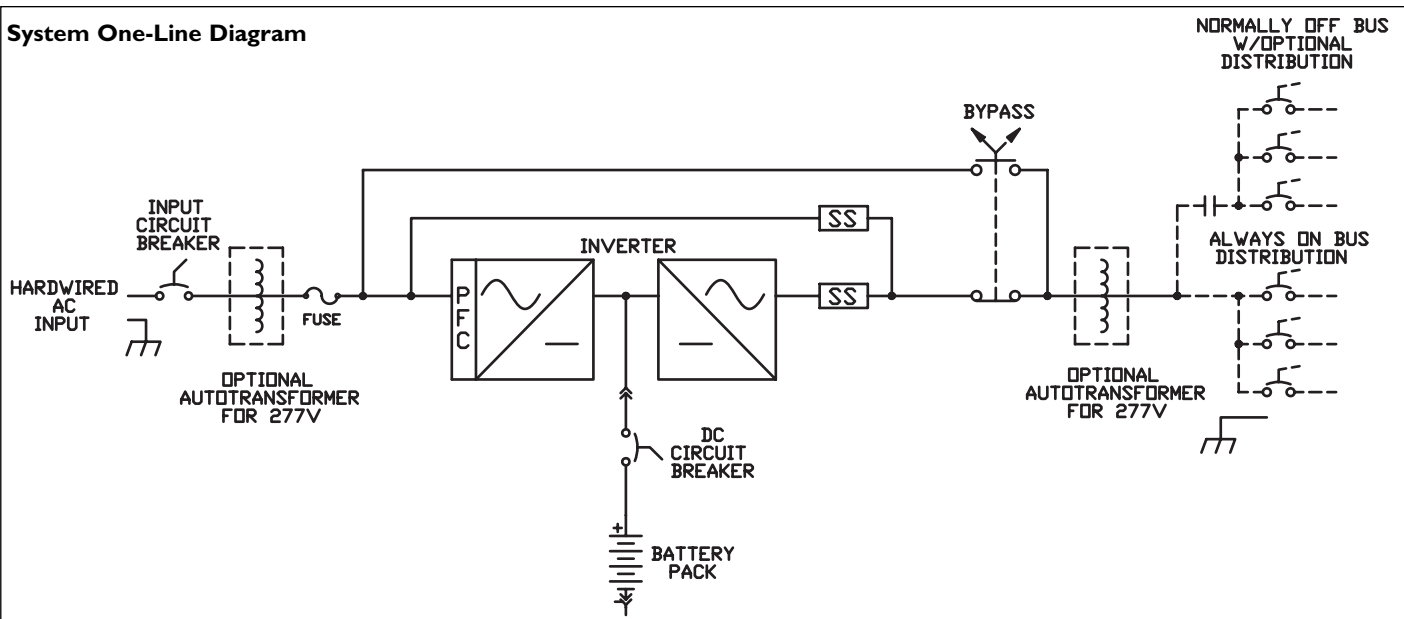 System One-Line Diagram
NORMALLY OFF BUS
W/OPTIONAL
DISTRIBUTION
BYPASS
INPUT
CIRCUIT
BREAKER
SS
INVERTER
ALWAYS ON BUS
DISTRIBUTION
HARDWIRED
AC
INPUT
FUSE
P
F
C
SS
OPTIONAL
AUTOTRANSFORMER
FOR 277V
OPTIONAL
AUTOTRANSFORMER
FOR 277V
DC
CIRCUIT
BREAKER
+
BATTERY
PACK